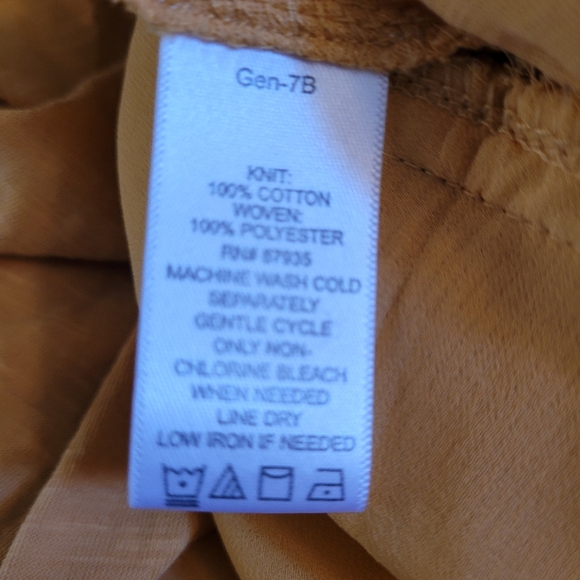 Gen-7B
KNIT:
100% COTTON
WOVEN:
100% POLYESTER
RN# 87935
MACHINE WASH COLD
SEPARATELY
GENTLE CYCLE
ONLY NON-
CHLORINE BLEACH
WHEN NEEDED
LINE DRY
LOW IRON IF NEEDED